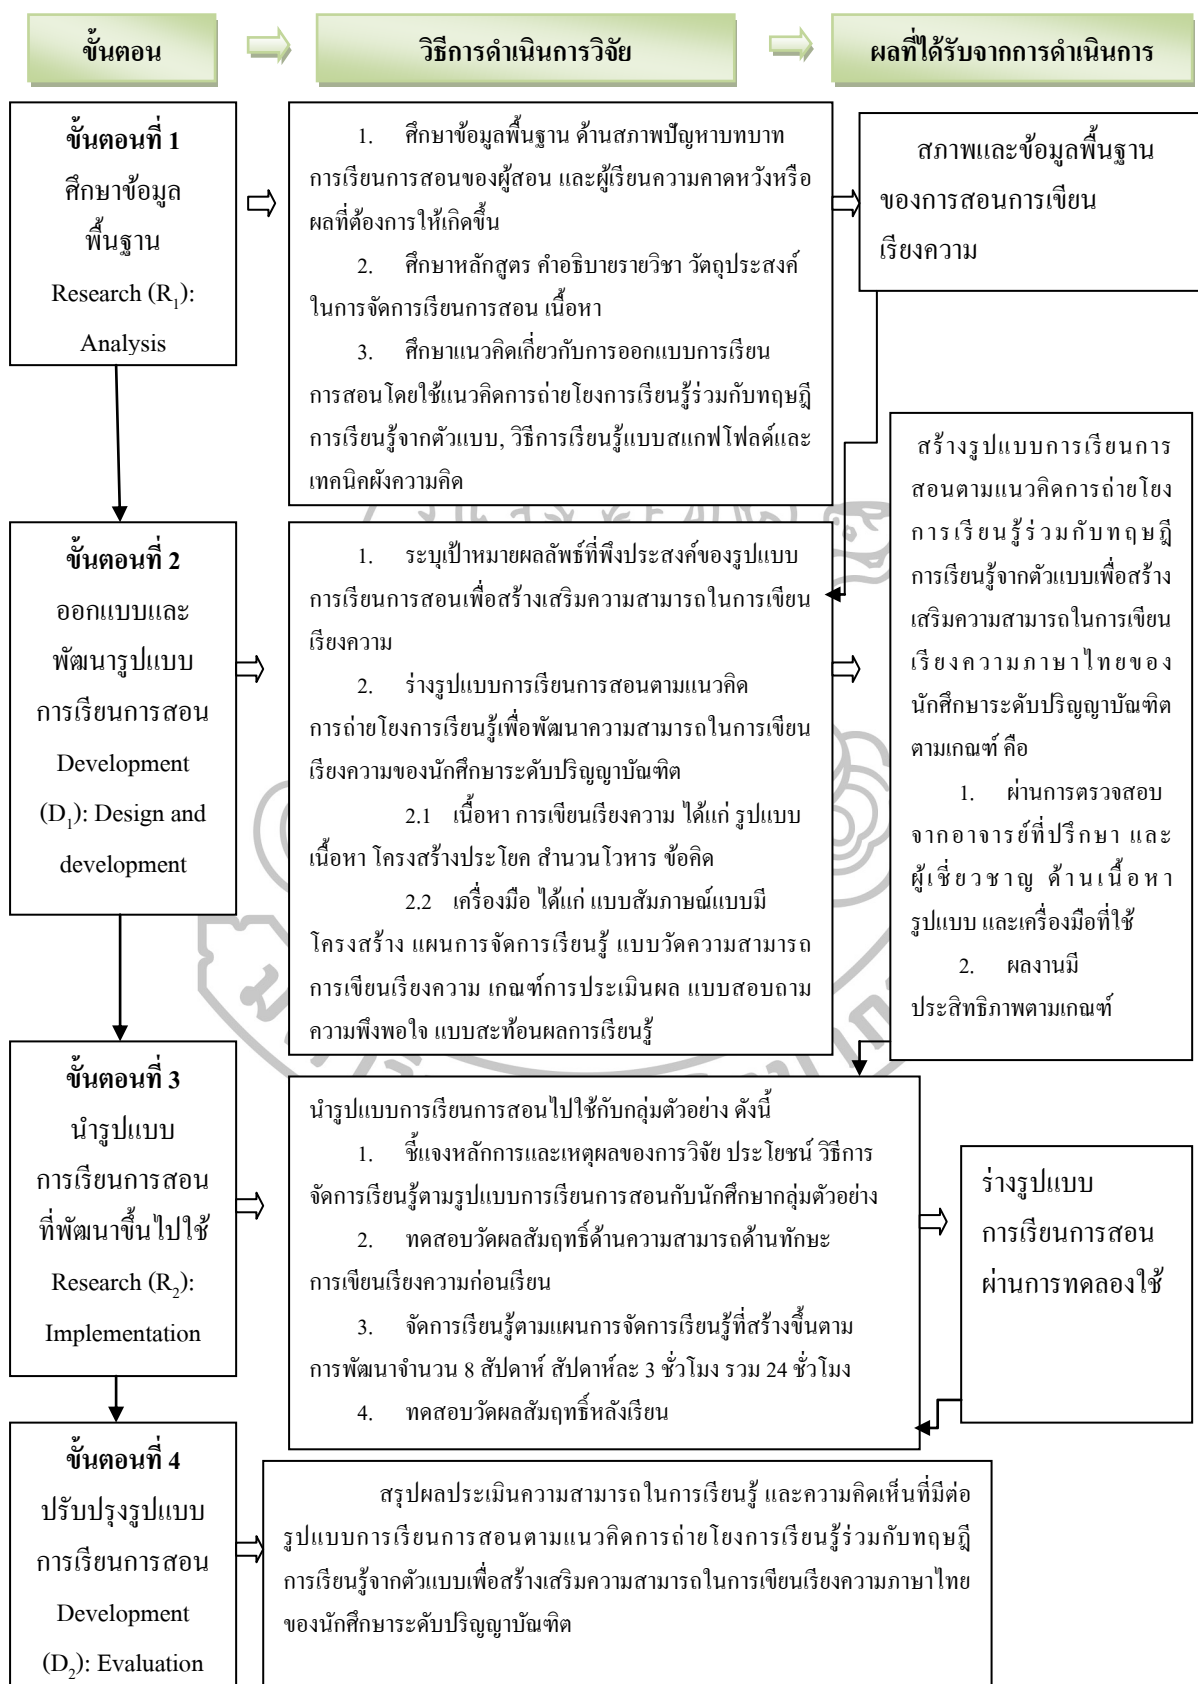 ขั้นตอน
วิธีการดำเนินการวิจัย
ผลที่ได้รับจากการดำเนินการ
ขั้นตอนที่ 1
ศึกษาข้อมูล
พื้นฐาน
Research (R₁):
Analysis
1. ศึกษาข้อมูลพื้นฐาน ด้านสภาพปัญหาบทบาท
การเรียนการสอนของผู้สอน และผู้เรียนความคาดหวังหรือ
ผลที่ต้องการให้เกิดขึ้น
2. ศึกษาหลักสูตร คำอธิบายรายวิชา วัตถุประสงค์
ในการจัดการเรียนการสอน เนื้อหา
3. ศึกษาแนวคิดเกี่ยวกับการออกแบบการเรียน
การสอนโดยใช้แนวคิดการถ่ายโยงการเรียนรู้ร่วมกับทฤษฎี
การเรียนรู้จากตัวแบบ, วิธีการเรียนรู้แบบสแกฟโฟลด์และ
เทคนิคผังความคิด
สภาพและข้อมูลพื้นฐาน
ของการสอนการเขียน
เรียงความ
ขั้นตอนที่ 2
ออกแบบและ
พัฒนารูปแบบ
การเรียนการสอน
Development
(D₁): Design and
development
1. ระบุเป้าหมายผลลัพธ์ที่พึงประสงค์ของรูปแบบ
การเรียนการสอนเพื่อสร้างเสริมความสามารถในการเขียน
เรียงความ
2. ร่างรูปแบบการเรียนการสอนตามแนวคิด
การถ่ายโยงการเรียนรู้เพื่อพัฒนาความสามารถในการเขียน
เรียงความของนักศึกษาระดับปริญญาบัณฑิต
2.1 เนื้อหา การเขียนเรียงความ ได้แก่ รูปแบบ
เนื้อหา โครงสร้างประโยค สำนวนโวหาร ข้อคิด
2.2 เครื่องมือ ได้แก่ แบบสัมภาษณ์แบบมี
โครงสร้าง แผนการจัดการเรียนรู้ แบบวัดความสามารถ
การเขียนเรียงความ เกณฑ์การประเมินผล แบบสอบถาม
ความพึงพอใจ แบบสะท้อนผลการเรียนรู้
สร้างรูปแบบการเรียนการ
สอนตามแนวคิดการถ่ายโยง
การเรียนรู้ร่วมกับทฤษฎี
การเรียนรู้จากตัวแบบเพื่อสร้าง
เสริมความสามารถในการเขียน
เรียงความภาษาไทยของ
นักศึกษาระดับปริญญาบัณฑิต
ตามเกณฑ์ คือ
1. ผ่านการตรวจสอบ
จากอาจารย์ที่ปรึกษา และ
ผู้เชี่ยวชาญ ด้านเนื้อหา
รูปแบบ และเครื่องมือที่ใช้
2. ผลงานมี
ประสิทธิภาพตามเกณฑ์
ขั้นตอนที่ 3
นำรูปแบบ
การเรียนการสอน
ที่พัฒนาขึ้นไปใช้
Research (R₂):
Implementation
นำรูปแบบการเรียนการสอนไปใช้กับกลุ่มตัวอย่าง ดังนี้
1. ชี้แจงหลักการและเหตุผลของการวิจัย ประโยชน์ วิธีการ
จัดการเรียนรู้ตามรูปแบบการเรียนการสอนกับนักศึกษากลุ่มตัวอย่าง
2. ทดสอบวัดผลสัมฤทธิ์ด้านความสามารถด้านทักษะ
การเขียนเรียงความก่อนเรียน
3. จัดการเรียนรู้ตามแผนการจัดการเรียนรู้ที่สร้างขึ้นตาม
การพัฒนาจำนวน 8 สัปดาห์ สัปดาห์ละ 3 ชั่วโมง รวม 24 ชั่วโมง
4. ทดสอบวัดผลสัมฤทธิ์หลังเรียน
ร่างรูปแบบ
การเรียนการสอน
ผ่านการทดลองใช้
ขั้นตอนที่ 4
ปรับปรุงรูปแบบ
การเรียนการสอน
Development
(D₂): Evaluation
สรุปผลประเมินความสามารถในการเรียนรู้ และความคิดเห็นที่มีต่อ
รูปแบบการเรียนการสอนตามแนวคิดการถ่ายโยงการเรียนรู้ร่วมกับทฤษฎี
การเรียนรู้จากตัวแบบเพื่อสร้างเสริมความสามารถในการเขียนเรียงความภาษาไทย
ของนักศึกษาระดับปริญญาบัณฑิต